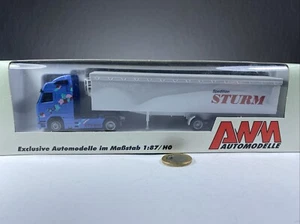 Spedition
STURM
AWM
AUTOMODELLE
Exclusive Automodelle im Maßstab 1:87/H0